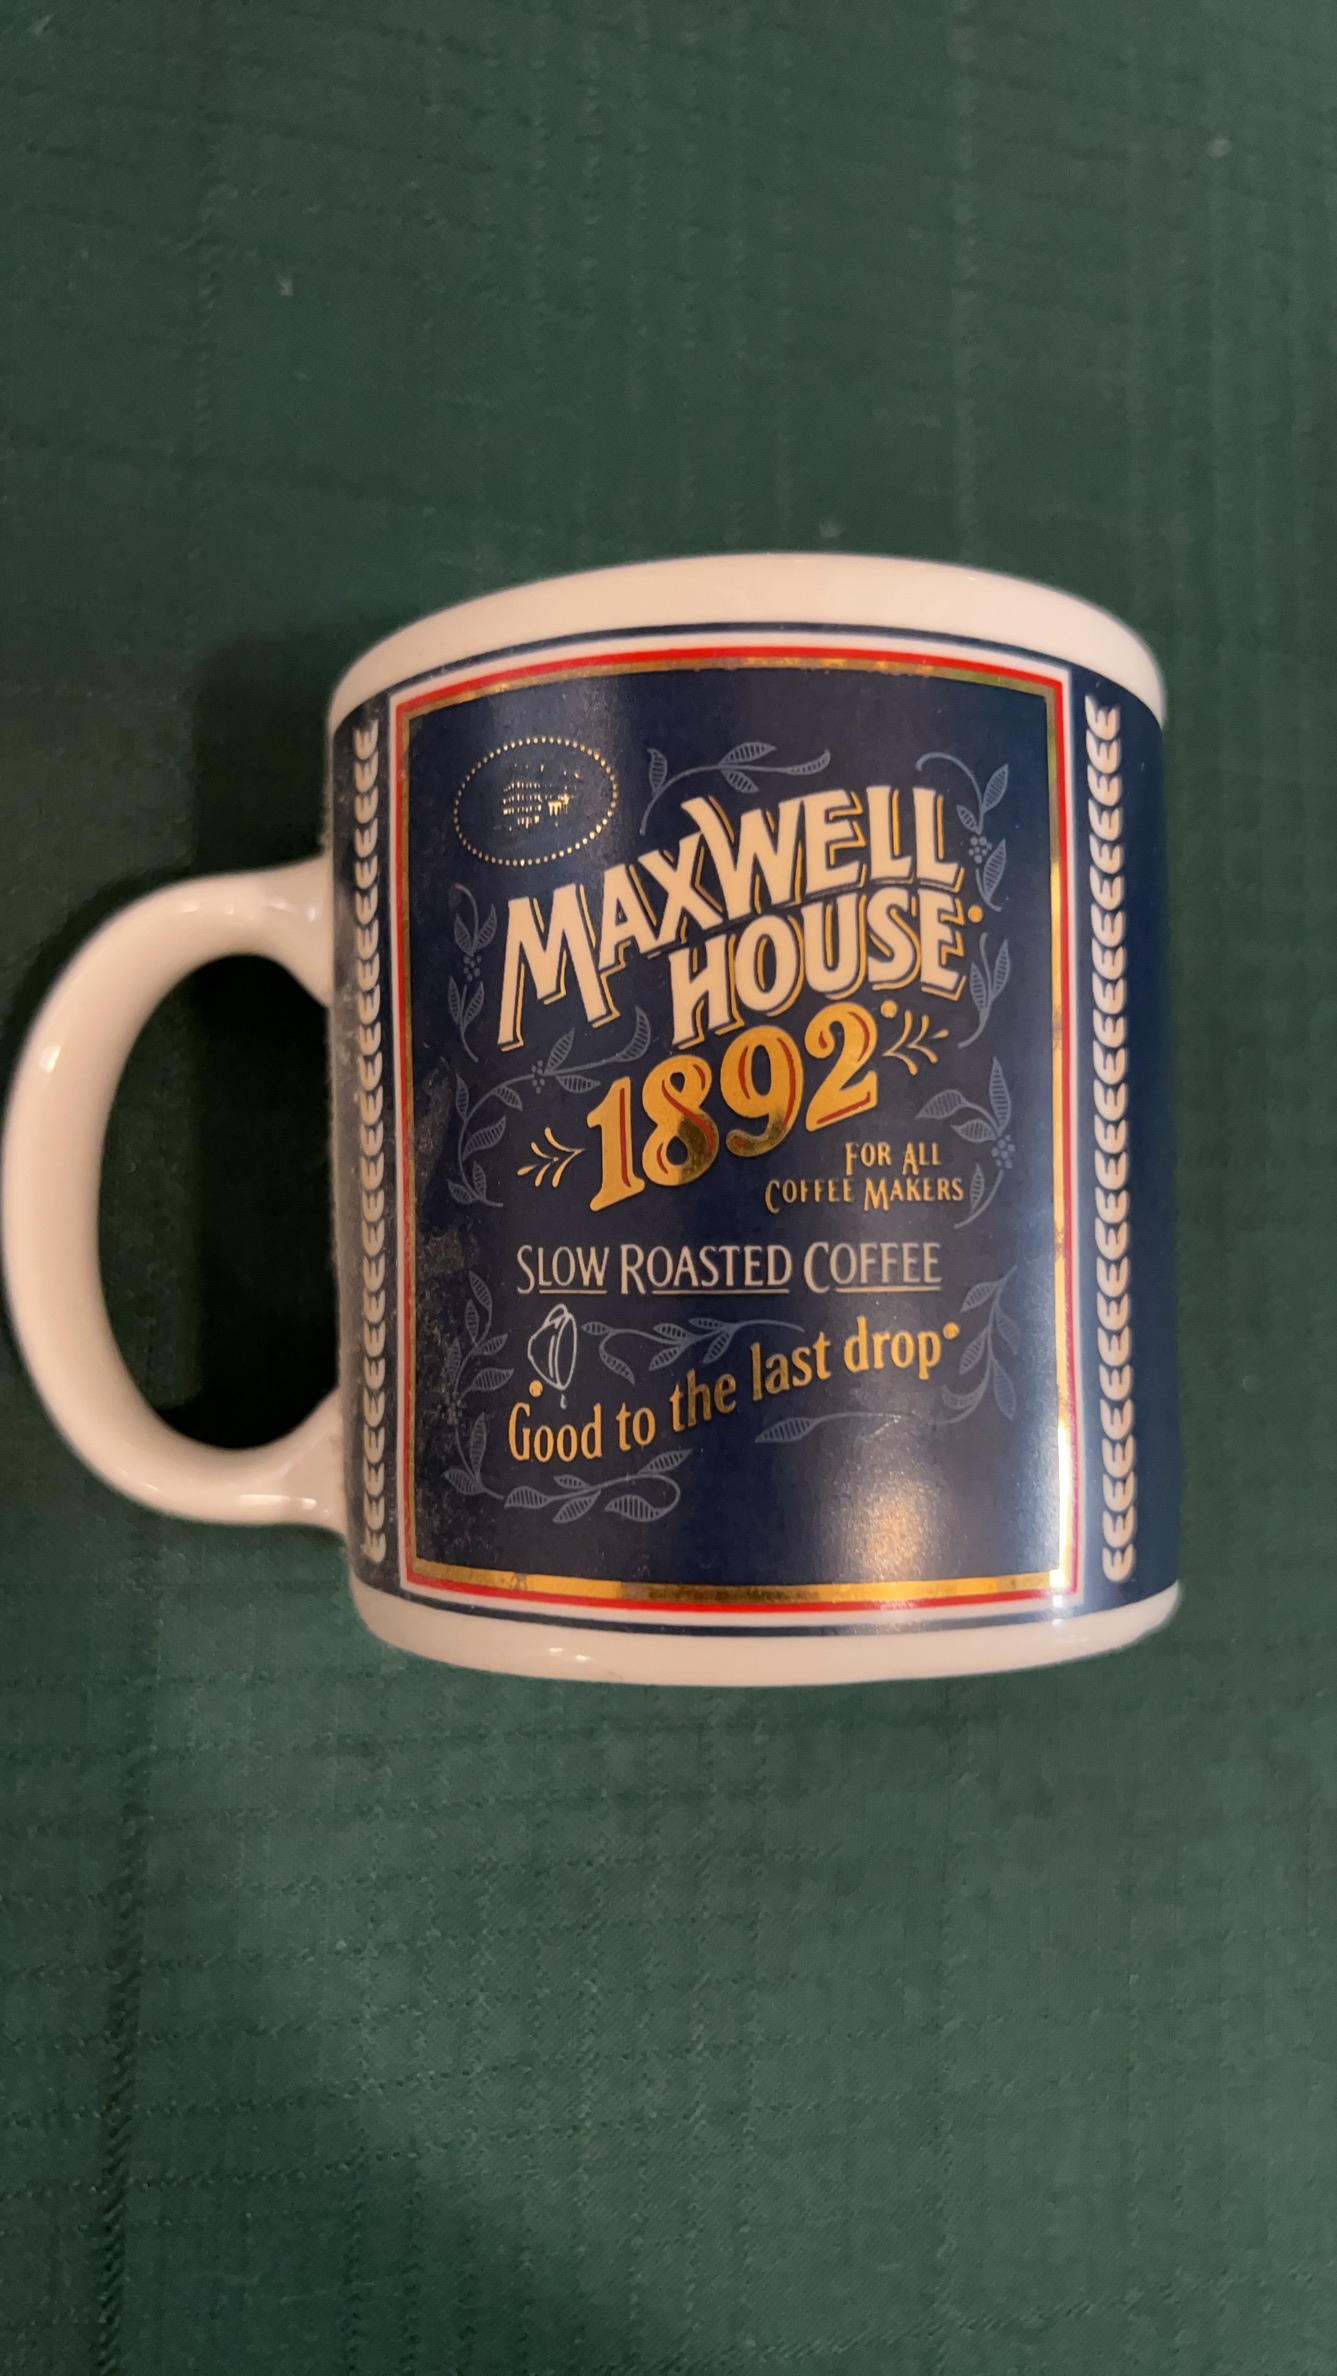 MAXWELL
HOUSE®
1892®
FOR ALL
COFFEE MAKERS
SLOW ROASTED COFFEE
Good to the last drop®